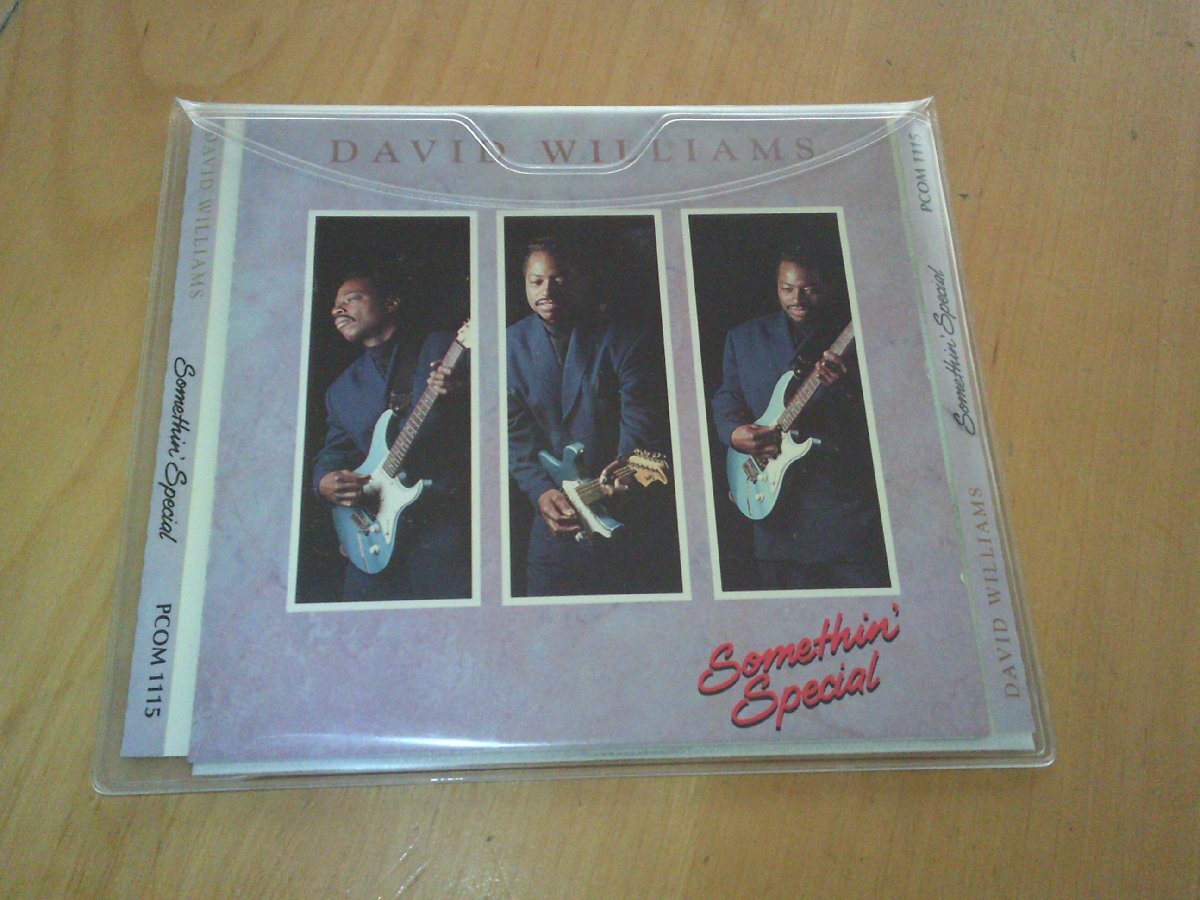 DAVID WILLIAMS
Somethin'
Special
DAVID WILLIAMS
Somethin' Special
PCOM 1115
PCOM 1115
Somethin' Special
DAVID WILLIAMS